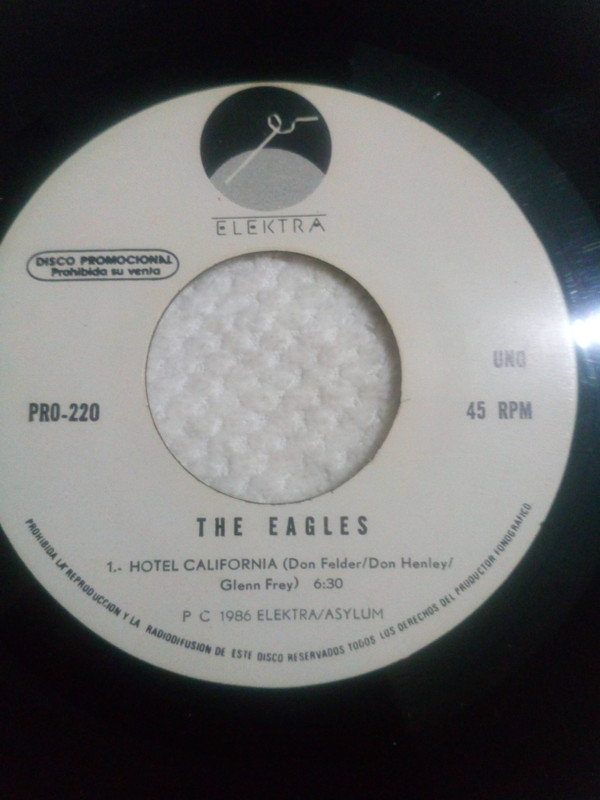 ELEKTRA
DISCO PROMOCIONAL
Prohibida su venta
UNO
PRO-220
45 RPM
THE EAGLES
1.- HOTEL CALIFORNIA (Don Felder/Don Henley/
Glenn Frey) 6:30
P C 1986 ELEKTRA/ASYLUM
PROHIBIDA LA REPRODUCCION Y LA RADIODIFUSIÓN DE ESTE DISCO RESERVADOS TODOS LOS DERECHOS DEL PRODUCTOR FONOGRAFICO